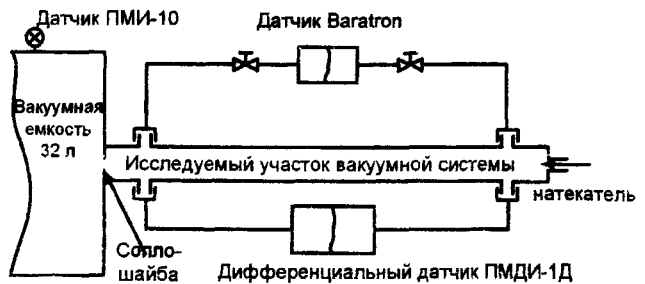 Датчик ПМИ-10
Датчик Baratron
Вакуумная
емкость
32 л
Исследуемый участок вакуумной системы
натекатель
Сопло-
шайба
Дифференциальный датчик ПМДИ-1Д